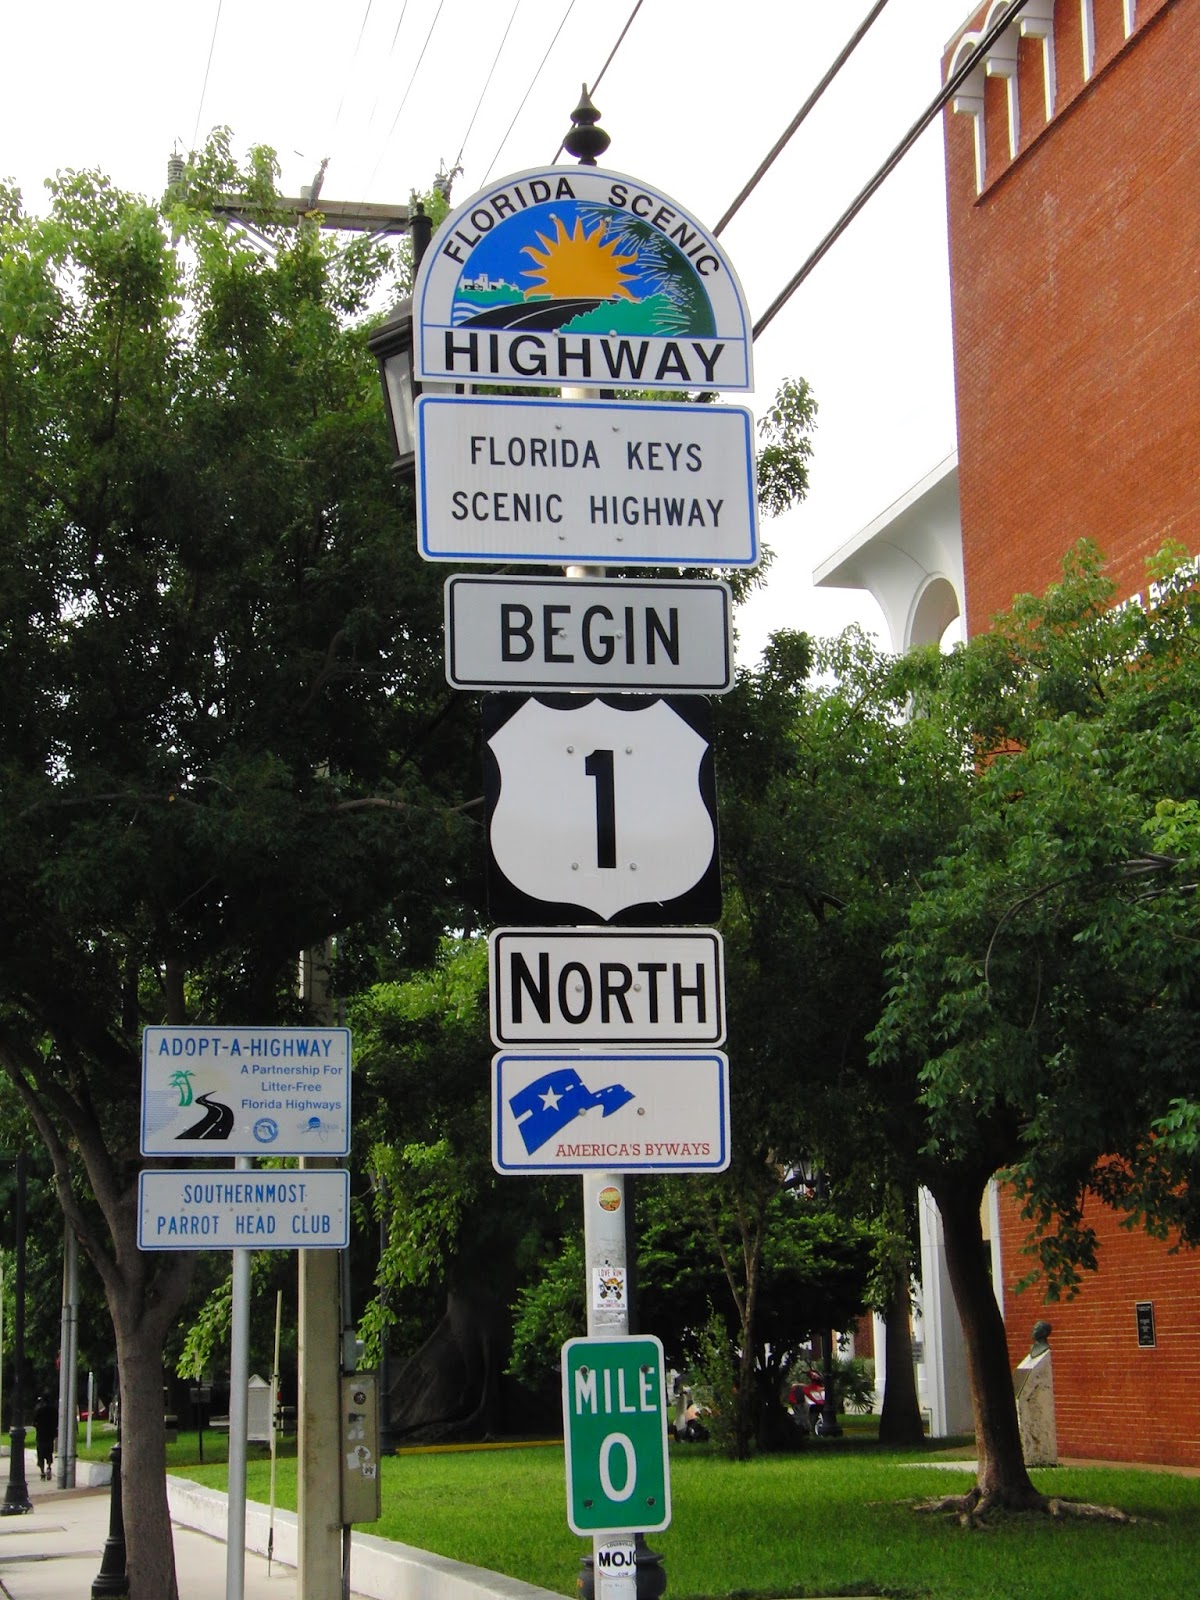 FLORIDA SCENIC
HIGHWAY
FLORIDA KEYS
SCENIC HIGHWAY
BEGIN
1
NORTH
AMERICA'S BYWAYS
ADOPT-A-HIGHWAY
A Partnership For
Litter-Free
Florida Highways
SOUTHERNMOST
PARROT HEAD CLUB
MILE
0
MOJO